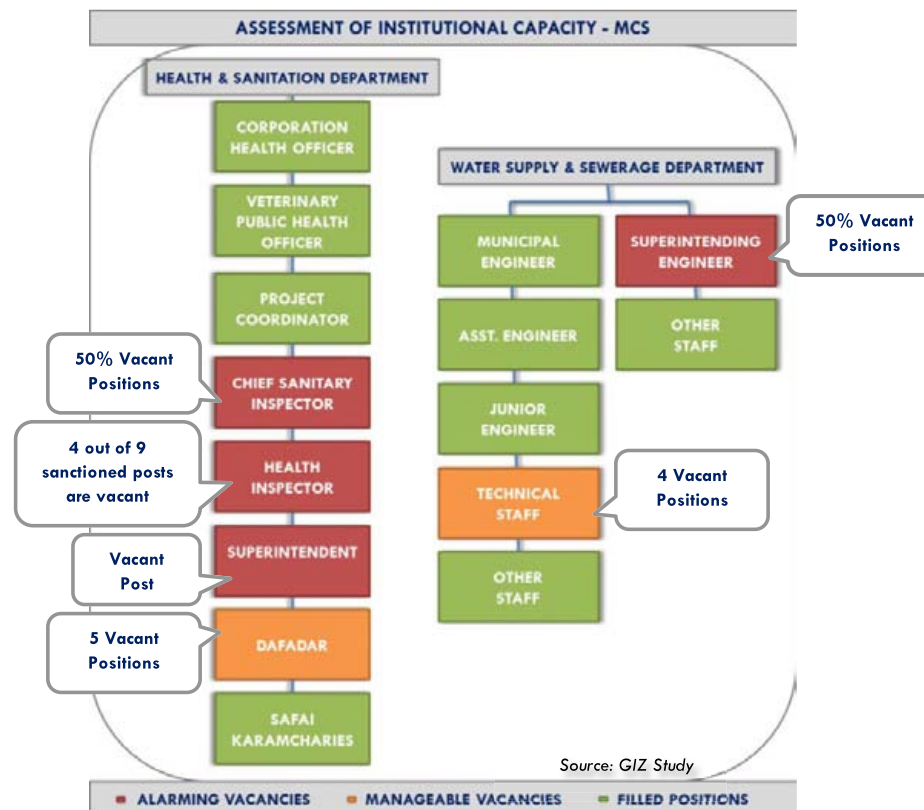 ASSESSMENT OF INSTITUTIONAL CAPACITY - MCS
HEALTH & SANITATION DEPARTMENT
CORPORATION
HEALTH OFFICER
VETERINARY
PUBLIC HEALTH
OFFICER
PROJECT
COORDINATOR
50% Vacant
Positions
CHIEF SANITARY
INSPECTOR
4 out of 9
sanctioned posts
are vacant
HEALTH
INSPECTOR
Vacant
Post
SUPERINTENDENT
5 Vacant
Positions
DAFADAR
SAFAI
KARAMCHARIES
WATER SUPPLY & SEWERAGE DEPARTMENT
MUNICIPAL
ENGINEER
SUPERINTENDING
ENGINEER
50% Vacant
Positions
ASST. ENGINEER
OTHER
STAFF
JUNIOR
ENGINEER
TECHNICAL
STAFF
4 Vacant
Positions
OTHER
STAFF
Source: GIZ Study
ALARMING VACANCIES
MANAGEABLE VACANCIES
FILLED POSITIONS